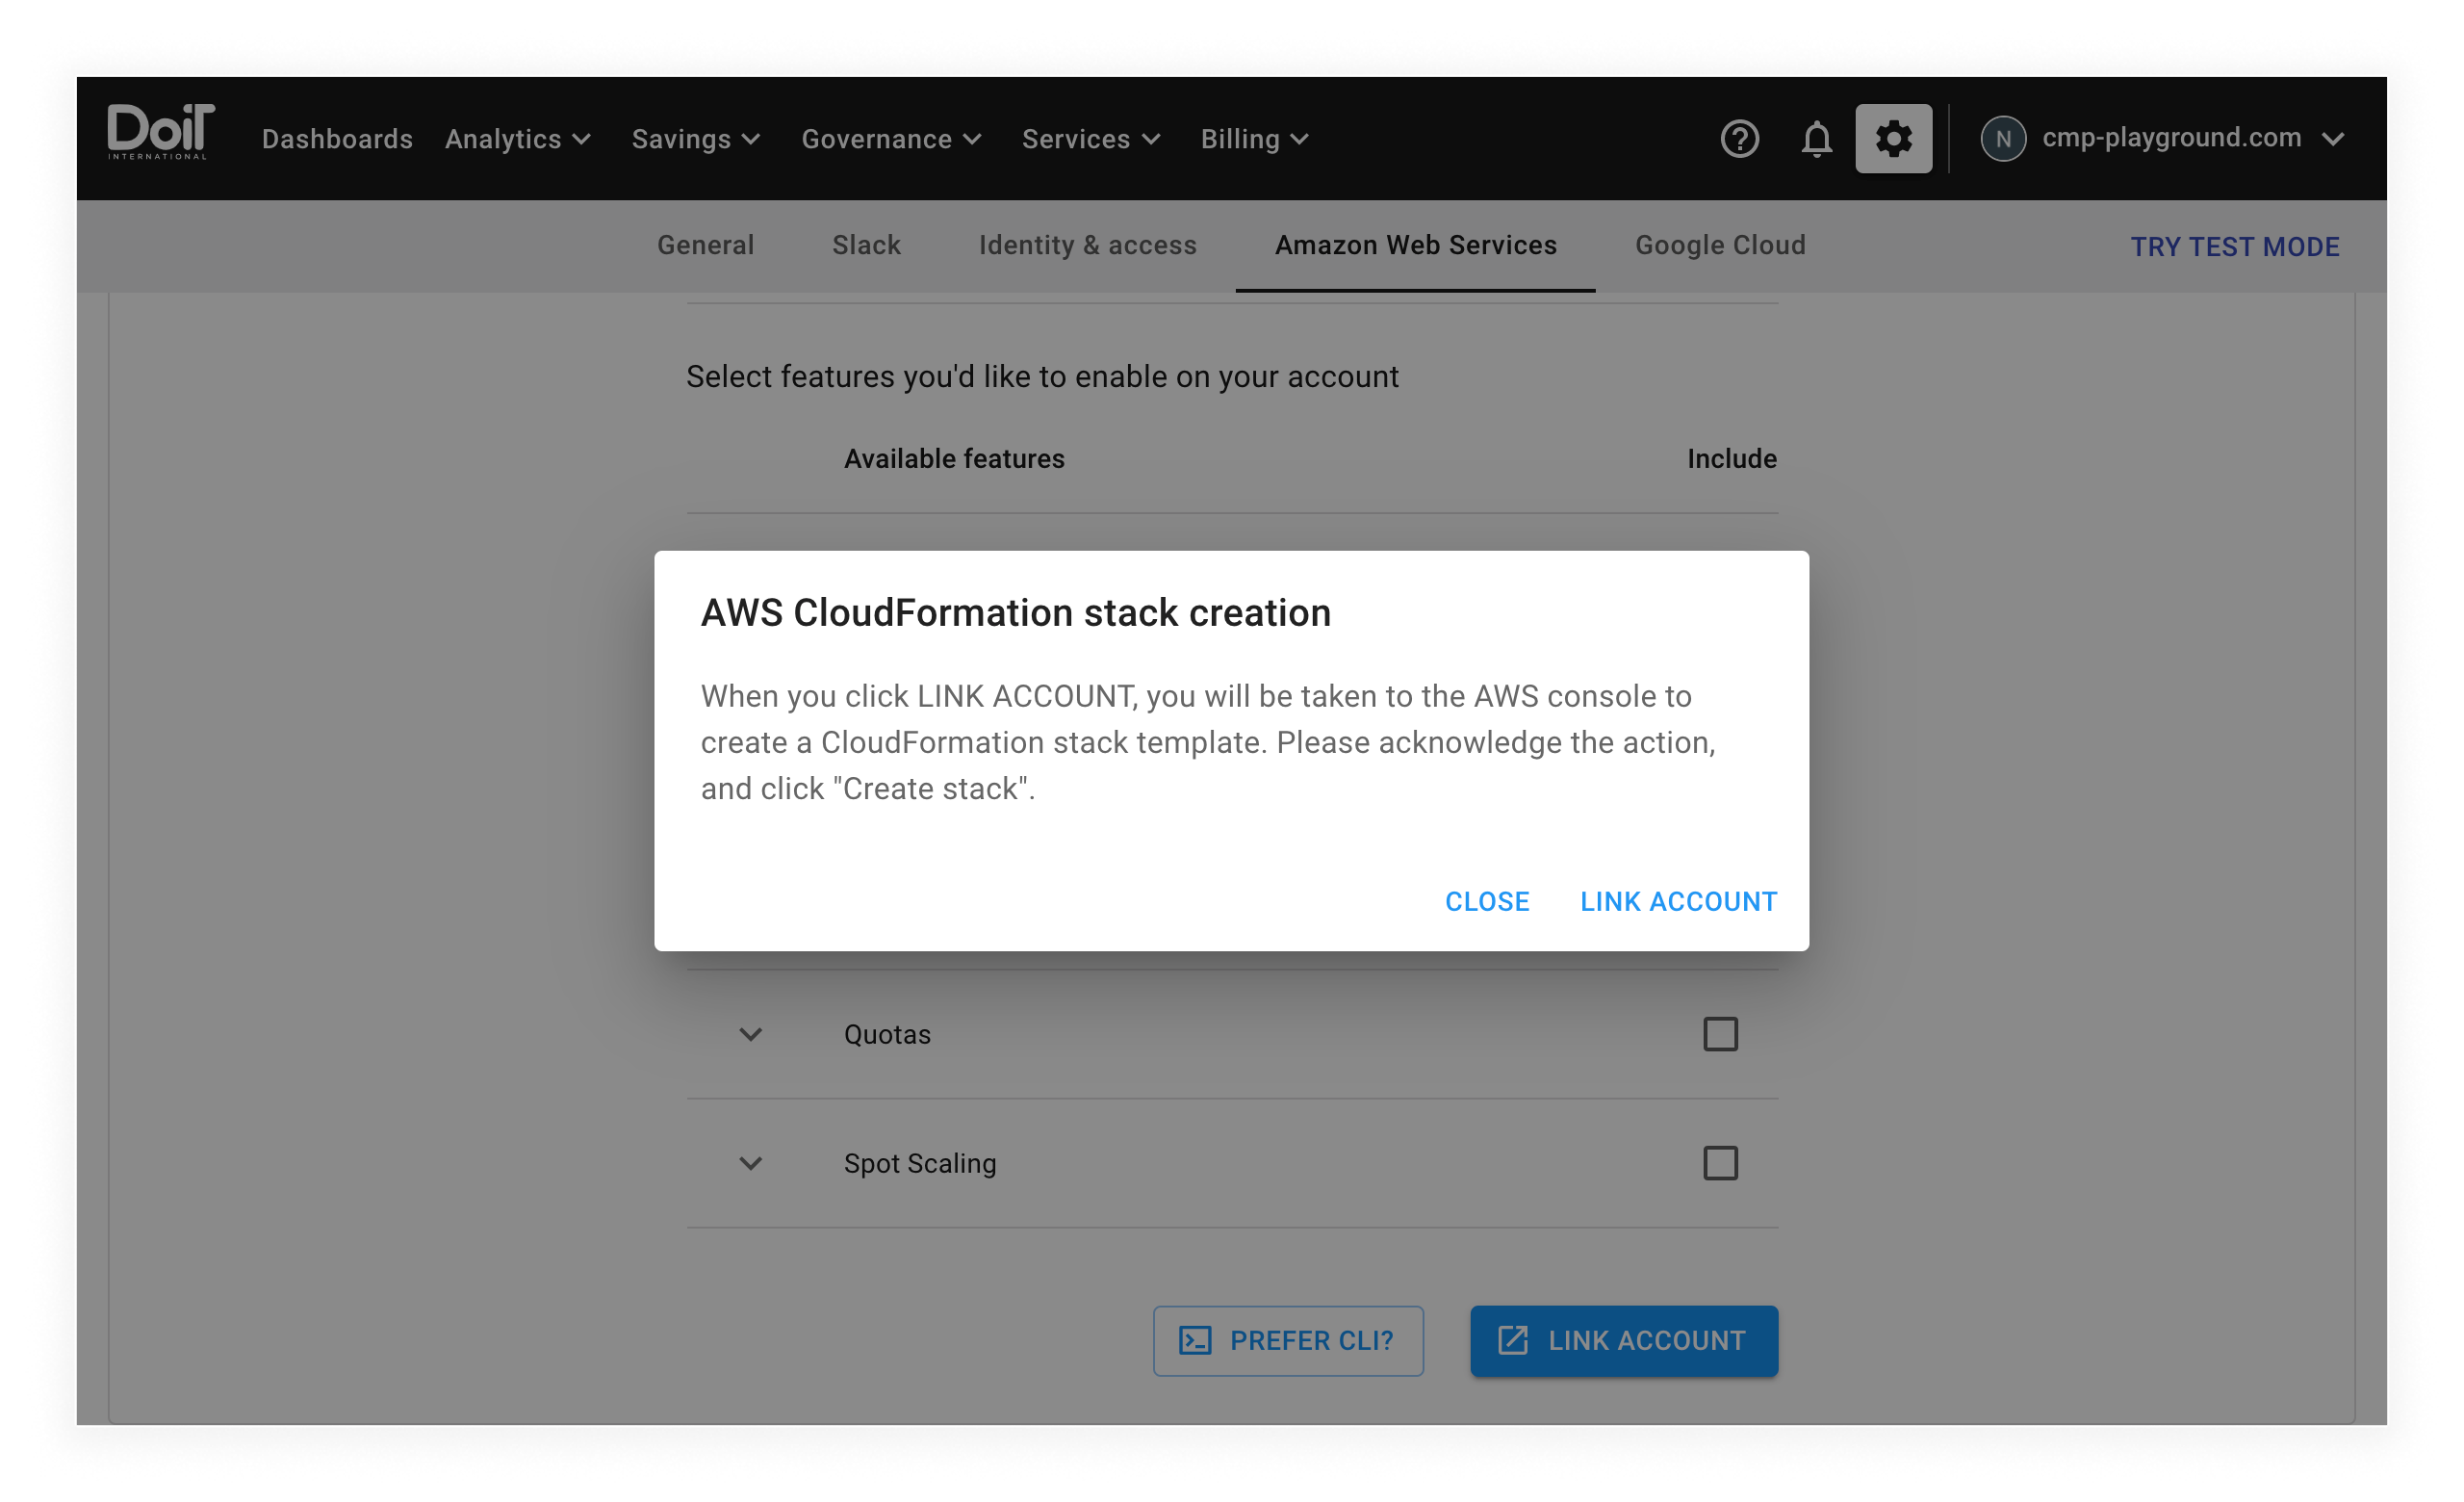 DoiT
INTERNATIONAL
Dashboards Analytics Savings Governance Services Billing N cmp-playground.com
General Slack Identity & access Amazon Web Services Google Cloud TRY TEST MODE
Select features you'd like to enable on your account
Available features Include
AWS CloudFormation stack creation
When you click LINK ACCOUNT, you will be taken to the AWS console to
create a CloudFormation stack template. Please acknowledge the action,
and click "Create stack".
CLOSE LINK ACCOUNT
Quotas
Spot Scaling
PREFER CLI? LINK ACCOUNT